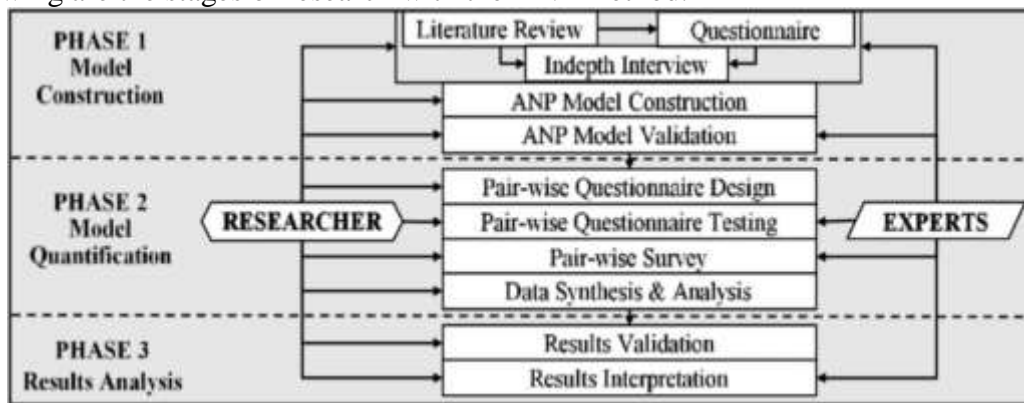 PHASE 1
Model
Construction
Literature Review
Questionnaire
Indepth Interview
ANP Model Construction
ANP Model Validation
PHASE 2
Model
Quantification
RESEARCHER
Pair-wise Questionnaire Design
Pair-wise Questionnaire Testing
Pair-wise Survey
Data Synthesis & Analysis
EXPERTS
PHASE 3
Results Analysis
Results Validation
Results Interpretation